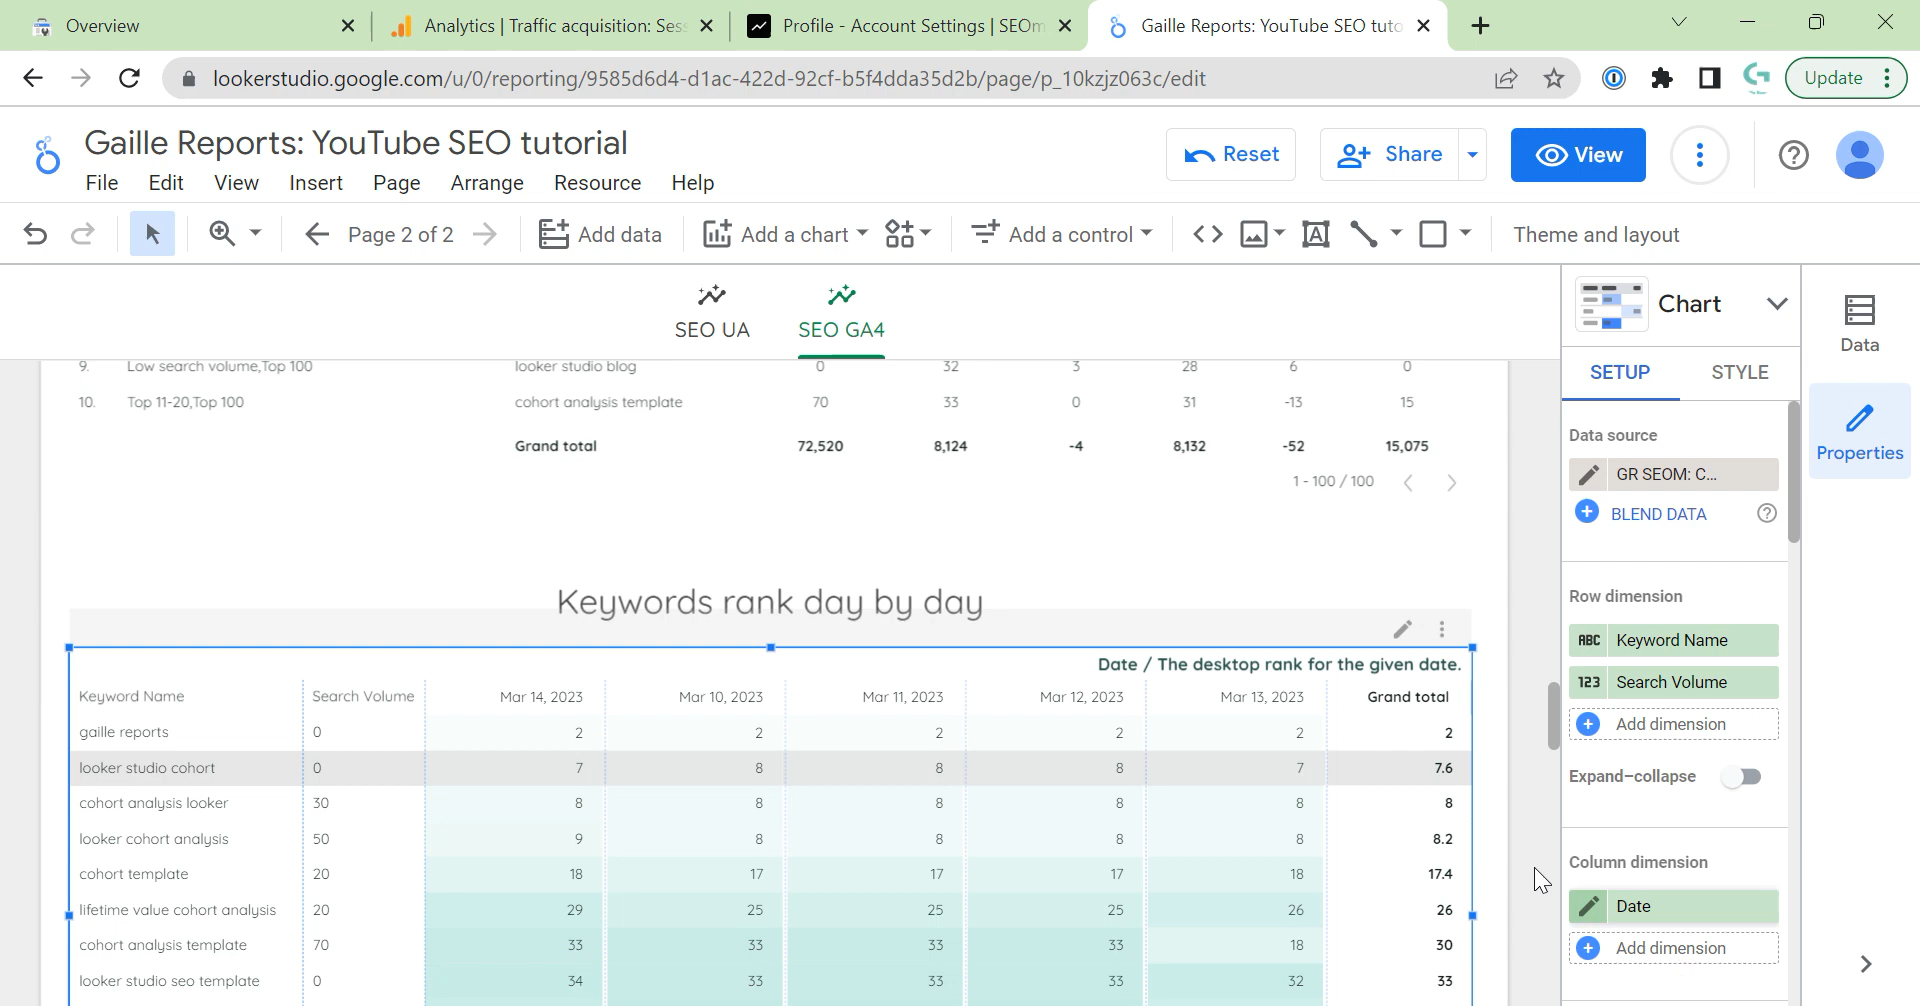 Overview
Analytics | Traffic acquisition: Ses
Profile - Account Settings | SEOm
Gaille Reports: YouTube SEO tuto
lookerstudio.google.com/u/0/reporting/9585d6d4-d1ac-422d-92cf-b5f4dda35d2b/page/p_10kzjz063c/edit
Update
Gaille Reports: YouTube SEO tutorial
Reset
Share
View
File Edit View Insert Page Arrange Resource Help
Page 2 of 2
Add data
Add a chart
Add a control
Theme and layout
SEO UA
SEO GA4
9. Low search volume,Top 100 looker studio blog 0 32 3 28 6 0
10. Top 11-20,Top 100 cohort analysis template 70 33 0 31 -13 15
Grand total 72,520 8,124 -4 8,132 -52 15,075
1 - 100 / 100
Keywords rank day by day
Date / The desktop rank for the given date.
Keyword Name Search Volume Mar 14, 2023 Mar 10, 2023 Mar 11, 2023 Mar 12, 2023 Mar 13, 2023 Grand total
gaille reports 0 2 2 2 2 2 2
looker studio cohort 0 7 8 8 8 7 7.6
cohort analysis looker 30 8 8 8 8 8 8
looker cohort analysis 50 9 8 8 8 8 8.2
cohort template 20 18 17 17 17 18 17.4
lifetime value cohort analysis 20 29 25 25 25 26 26
cohort analysis template 70 33 33 33 33 18 30
looker studio seo template 0 34 33 33 33 32 33
Chart
SETUP
STYLE
Data source
GR SEOM: C...
BLEND DATA
Row dimension
ABC Keyword Name
123 Search Volume
Add dimension
Expand-collapse
Column dimension
Date
Add dimension
Data
Properties